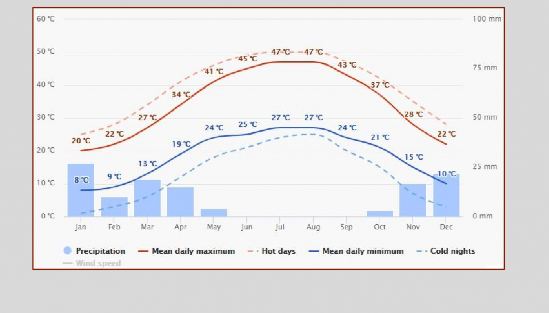 60 °C 100 mm
50 °C 47 °C 47 °C
45 °C 43 °C 75 mm
40 °C 41 °C 37 °C
34 °C
30 °C 27 °C 28 °C 50 mm
20 °C 22 °C 24 °C 25 °C 27 °C 27 °C 24 °C 21 °C 22 °C
20 °C 19 °C 15 °C
13 °C 25 mm
10 °C 8 °C 9 °C 10 °C
0 °C 0 mm
Jan Feb Mar Apr May Jun Jul Aug Sep Oct Nov Dec
Precipitation Mean daily maximum Hot days Mean daily minimum Cold nights
Wind speed